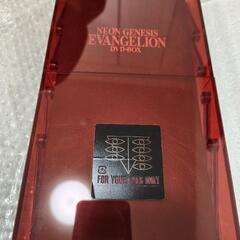 NEON GENESIS
EVANGELION
DVD-BOX
FOR YOUR EYES ONLY